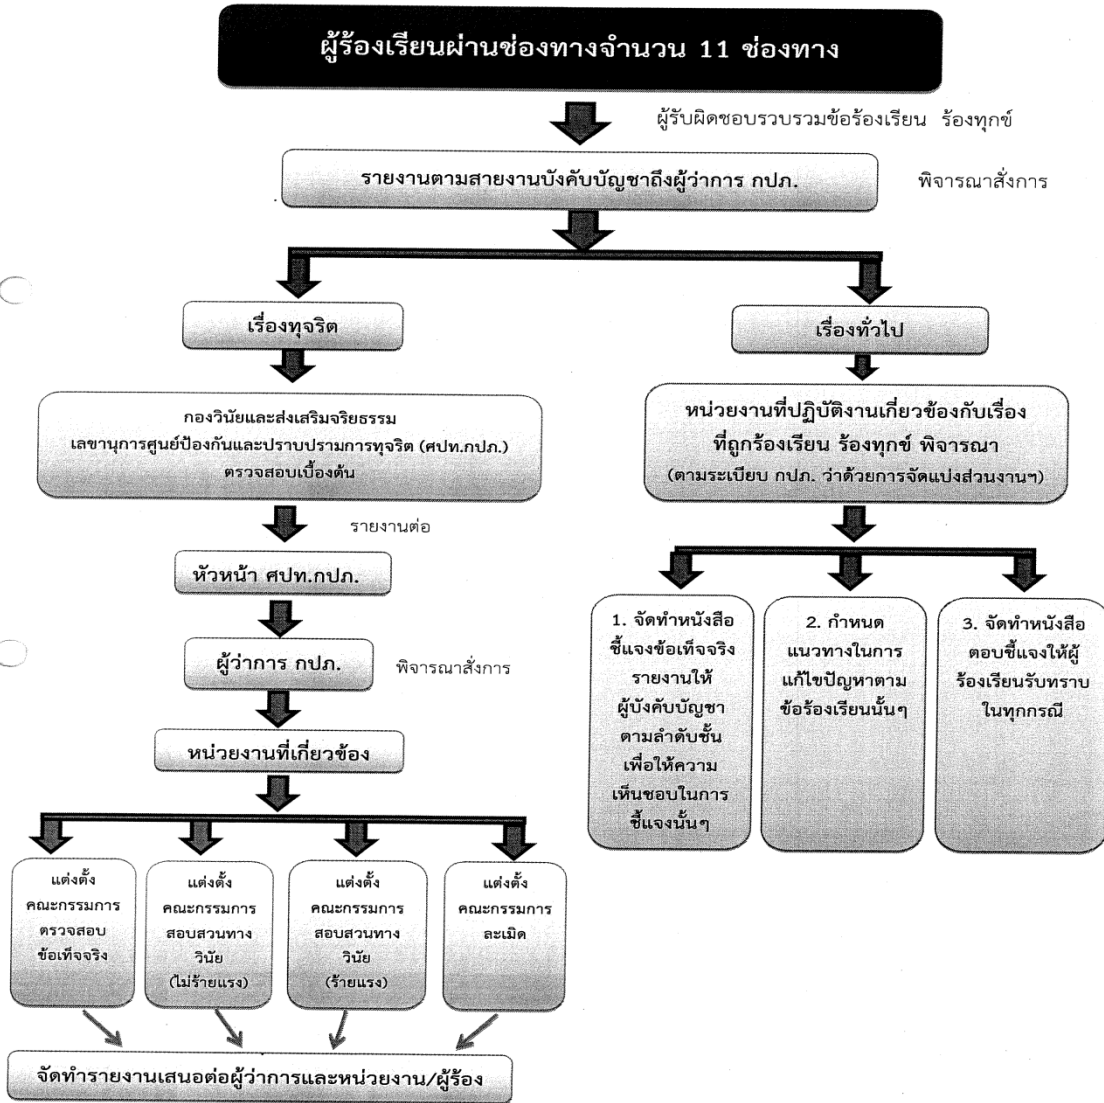 ผู้ร้องเรียนผ่านช่องทางจำนวน 11 ช่องทาง
ผู้รับผิดชอบรวบรวมข้อร้องเรียน ร้องทุกข์
รายงานตามสายงานบังคับบัญชาถึงผู้ว่าการ กปภ.
พิจารณาสั่งการ
เรื่องทุจริต
กองวินัยและส่งเสริมจริยธรรม
เลขานุการศูนย์ป้องกันและปราบปรามการทุจริต (ศปท.กปภ.)
ตรวจสอบเบื้องต้น
รายงานต่อ
หัวหน้า ศปท.กปภ.
ผู้ว่าการ กปภ.
พิจารณาสั่งการ
หน่วยงานที่เกี่ยวข้อง
แต่งตั้ง
คณะกรรมการ
ตรวจสอบ
ข้อเท็จจริง
แต่งตั้ง
คณะกรรมการ
สอบสวนทาง
วินัย
(ไม่ร้ายแรง)
แต่งตั้ง
คณะกรรมการ
สอบสวนทาง
วินัย
(ร้ายแรง)
แต่งตั้ง
คณะกรรมการ
ละเมิด
จัดทำรายงานเสนอต่อผู้ว่าการและหน่วยงาน/ผู้ร้อง
เรื่องทั่วไป
หน่วยงานที่ปฏิบัติงานเกี่ยวข้องกับเรื่อง
ที่ถูกร้องเรียน ร้องทุกข์ พิจารณา
(ตามระเบียบ กปภ. ว่าด้วยการจัดแบ่งส่วนงานฯ)
1. จัดทำหนังสือ
ชี้แจงข้อเท็จจริง
รายงานให้
ผู้บังคับบัญชา
ตามลำดับชั้น
เพื่อให้ความ
เห็นชอบในการ
ชี้แจงนั้นๆ
2. กำหนด
แนวทางในการ
แก้ไขปัญหาตาม
ข้อร้องเรียนนั้นๆ
3. จัดทำหนังสือ
ตอบชี้แจงให้ผู้
ร้องเรียนรับทราบ
ในทุกกรณี